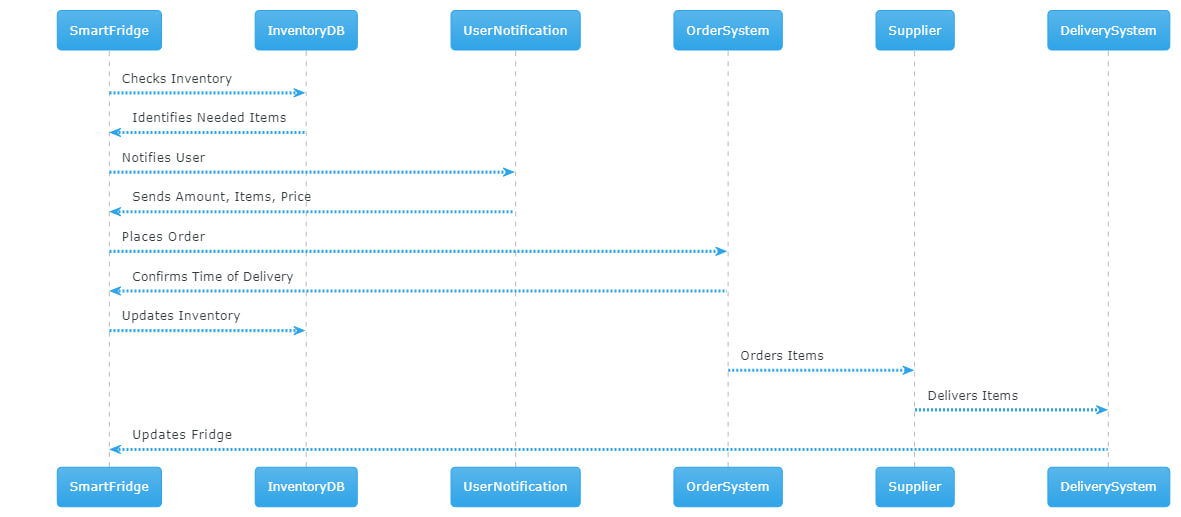 SmartFridge InventoryDB UserNotification OrderSystem Supplier DeliverySystem
Checks Inventory
Identifies Needed Items
Notifies User
Sends Amount, Items, Price
Places Order
Confirms Time of Delivery
Updates Inventory
Orders Items
Delivers Items
Updates Fridge
SmartFridge InventoryDB UserNotification OrderSystem Supplier DeliverySystem